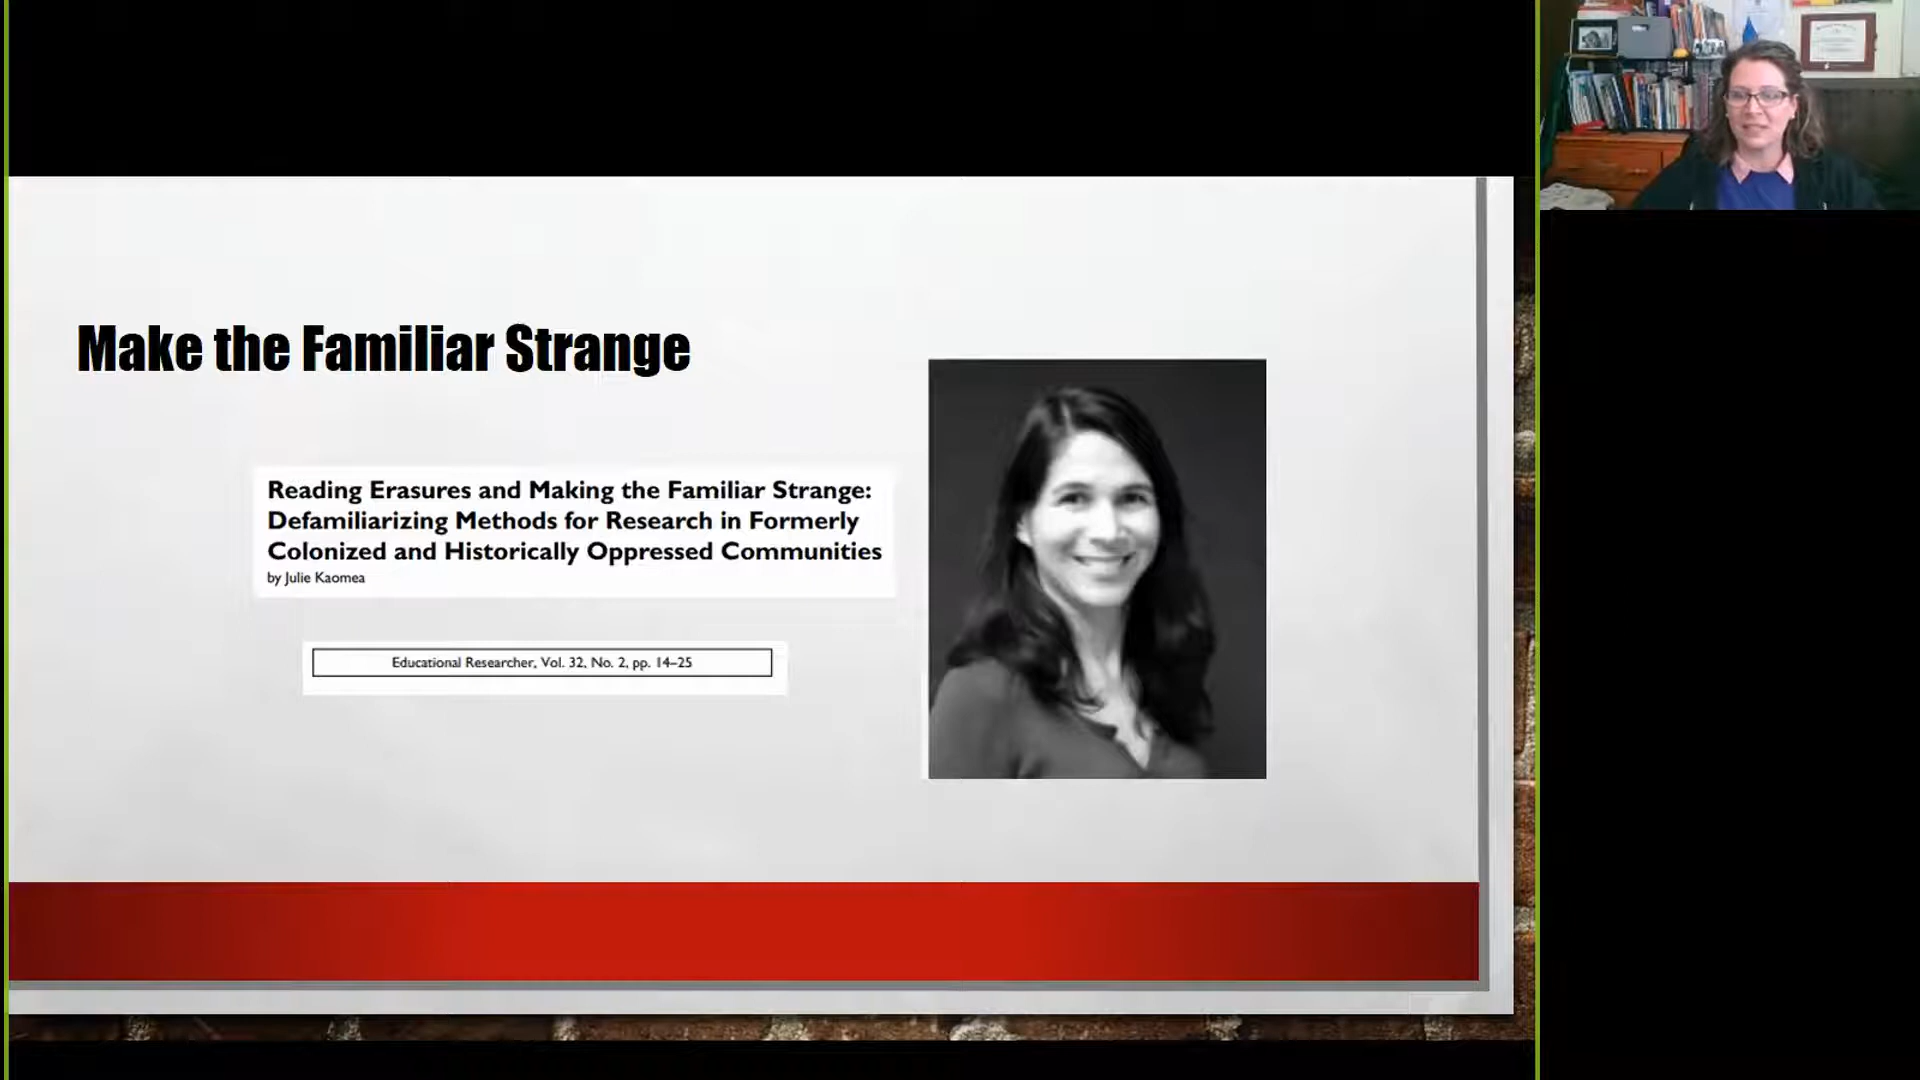 Make the Familiar Strange
Reading Erasures and Making the Familiar Strange:
Defamiliarizing Methods for Research in Formerly
Colonized and Historically Oppressed Communities
by Julie Kaomea
Educational Researcher, Vol. 32, No. 2, pp. 14–25